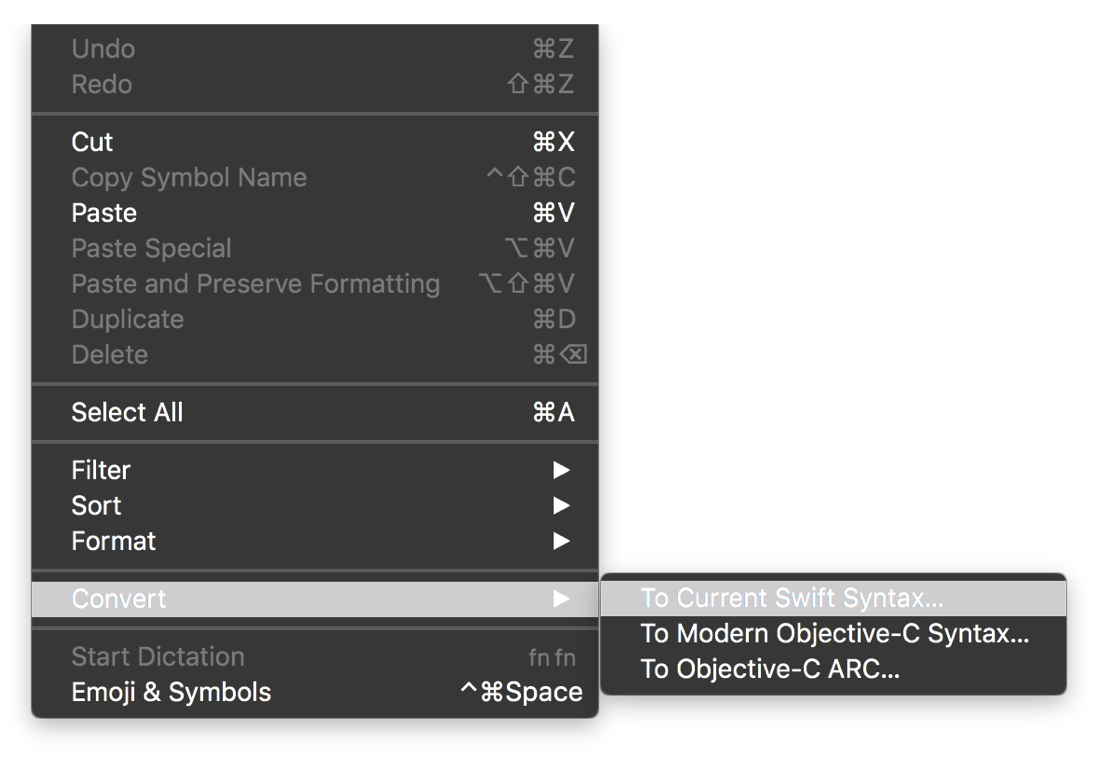 Undo ⌘Z
Redo ⇧⌘Z
Cut ⌘X
Copy Symbol Name ^⇧⌘C
Paste ⌘V
Paste Special ⌥⌘V
Paste and Preserve Formatting ⌥⇧⌘V
Duplicate ⌘D
Delete ⌘⌫
Select All ⌘A
Filter ▶
Sort ▶
Format ▶
Convert ▶
To Current Swift Syntax...
To Modern Objective-C Syntax...
To Objective-C ARC...
Start Dictation fn fn
Emoji & Symbols ^⌘Space